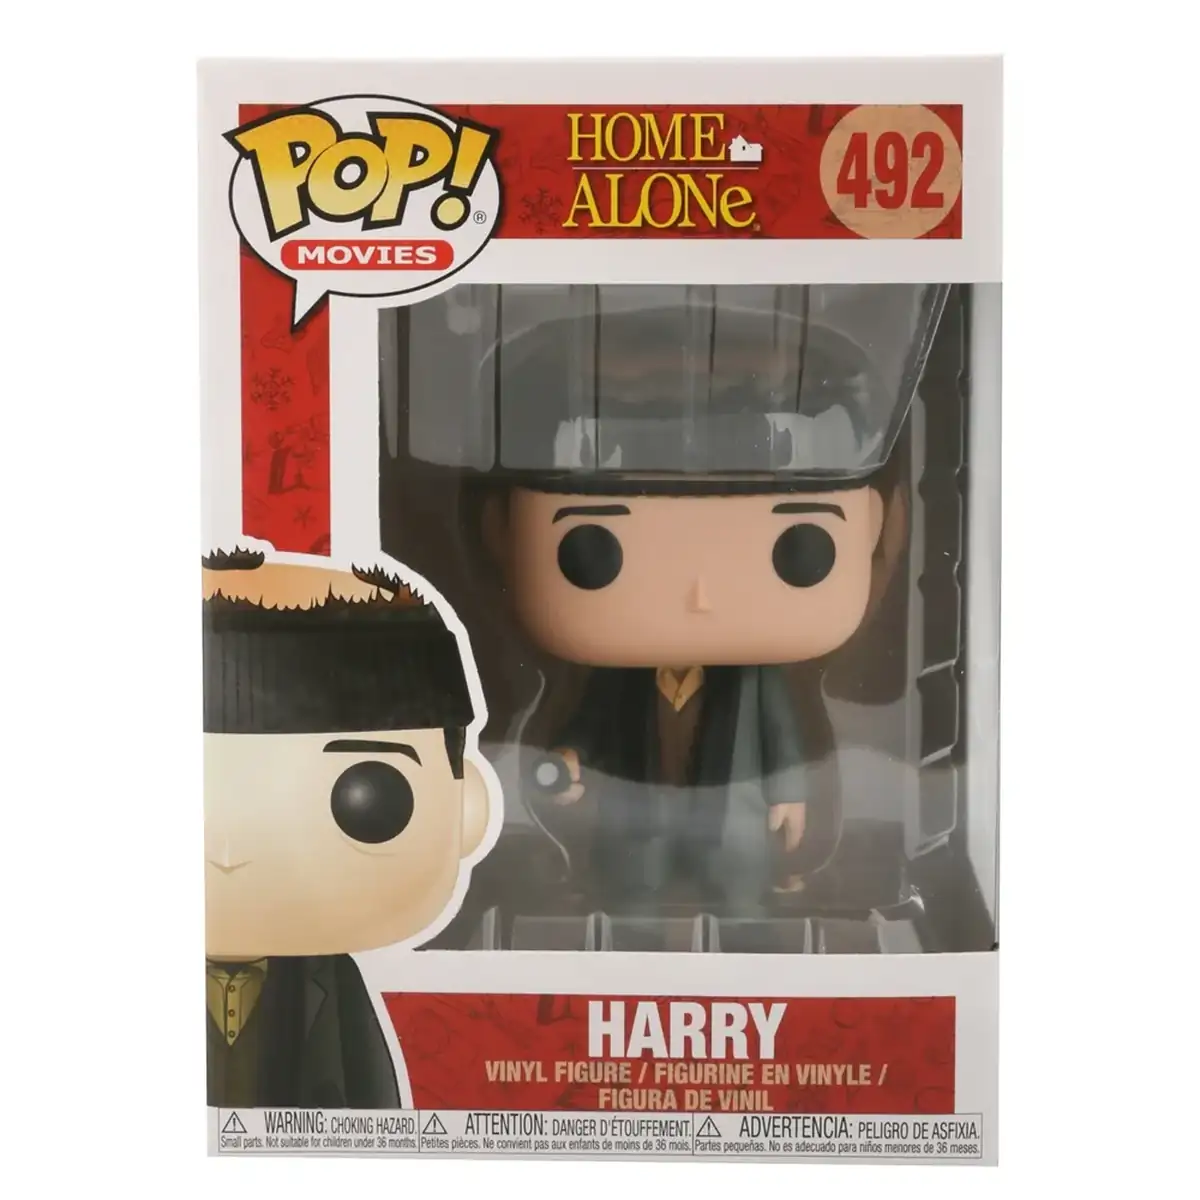 POP!®
MOVIES
HOME
ALONe™
492
HARRY
VINYL FIGURE / FIGURINE EN VINYLE /
FIGURA DE VINIL
WARNING: CHOKING HAZARD.
Small parts. Not suitable for children under 36 months.
ATTENTION: DANGER D'ÉTOUFFEMENT.
Petites pièces. Ne convient pas aux enfants de moins de 36 mois.
ADVERTENCIA: PELIGRO DE ASFIXIA.
Partes pequeñas. No es adecuado para niños menores de 36 meses.